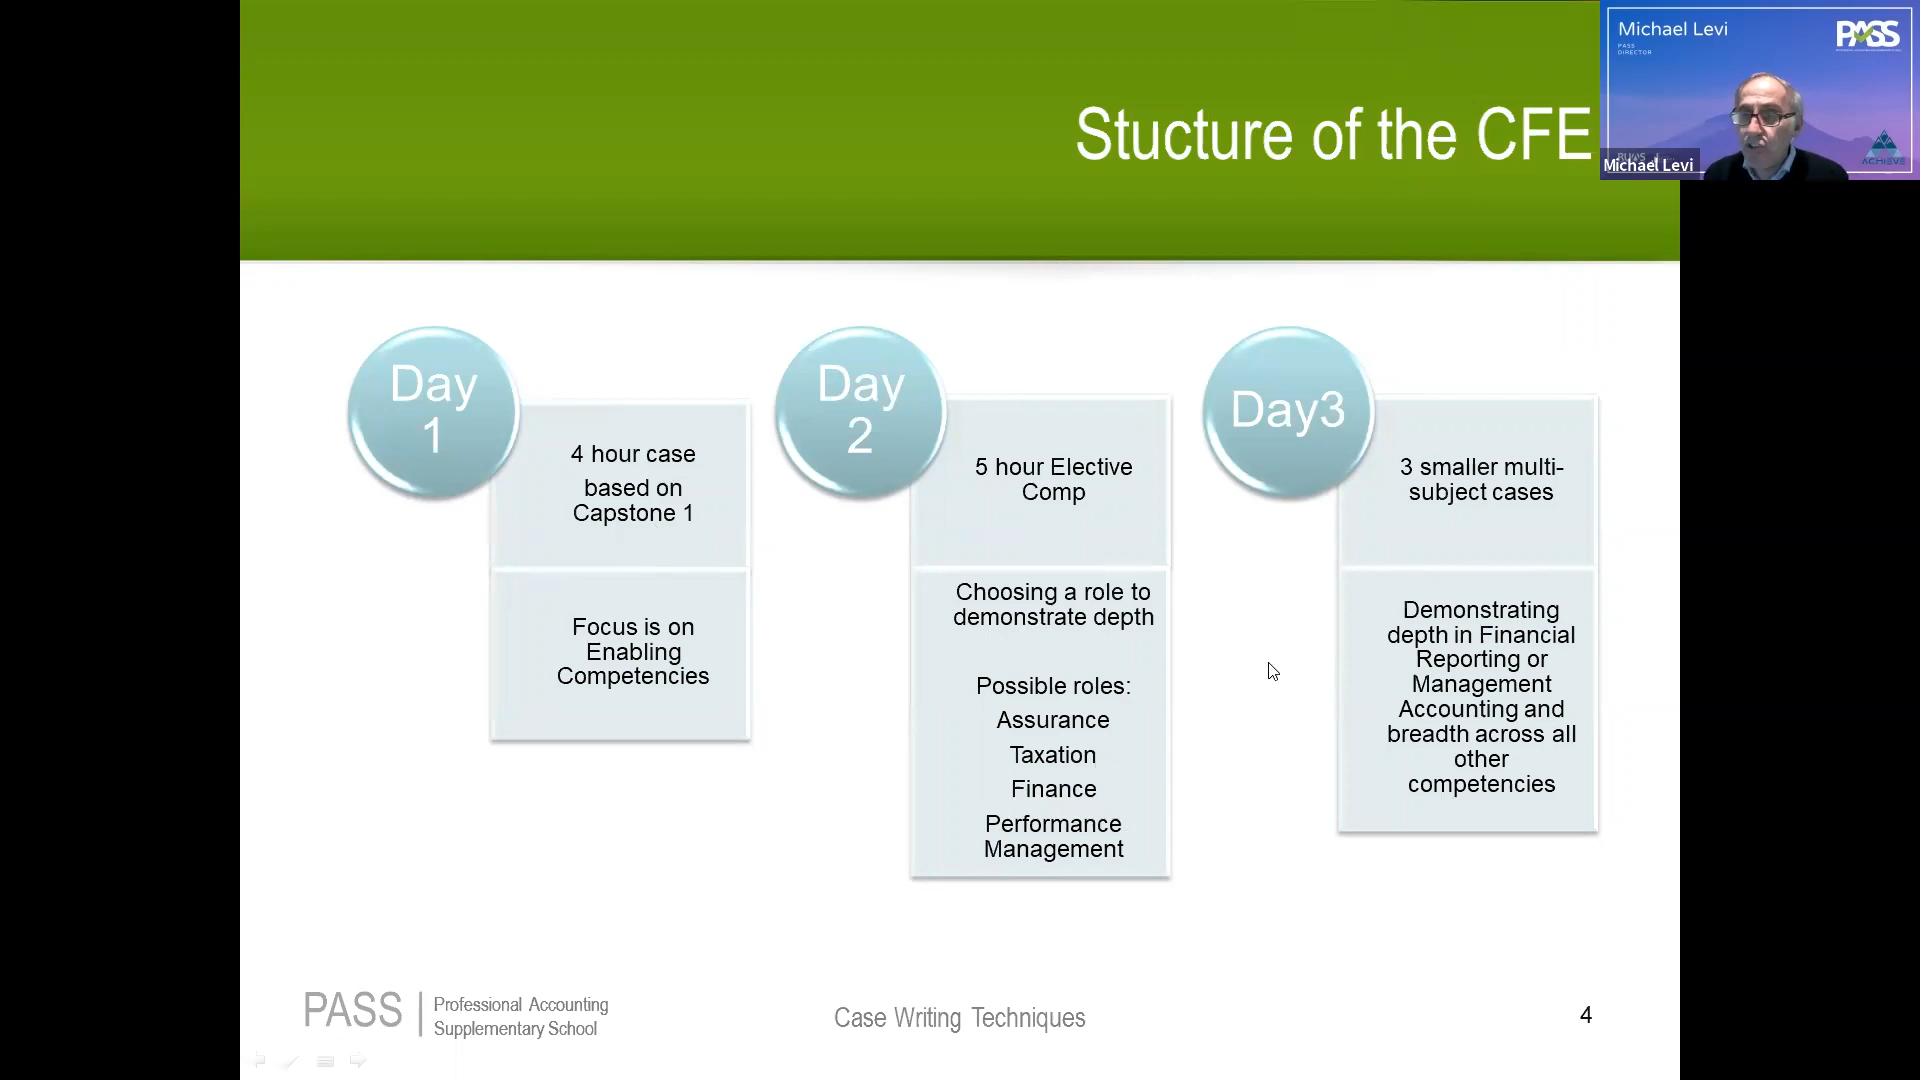 Stucture of the CFE
Michael Levi
PASS
DIRECTOR
PASS
ACHIEVE
Michael Levi
Day
1
4 hour case
based on
Capstone 1
Focus is on
Enabling
Competencies
Day
2
5 hour Elective
Comp
Choosing a role to
demonstrate depth
Possible roles:
Assurance
Taxation
Finance
Performance
Management
Day3
3 smaller multi-
subject cases
Demonstrating
depth in Financial
Reporting or
Management
Accounting and
breadth across all
other
competencies
PASS
Professional Accounting
Supplementary School
Case Writing Techniques
4